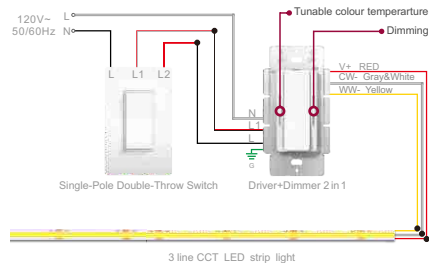 Tunable colour temperarture
Dimming
120V~ L
50/60Hz N
L L1 L2
V+ RED
CW- Gray&White
WW- Yellow
N
L1
L
G
Single-Pole Double-Throw Switch
Driver+Dimmer 2 in 1
3 line CCT LED strip light